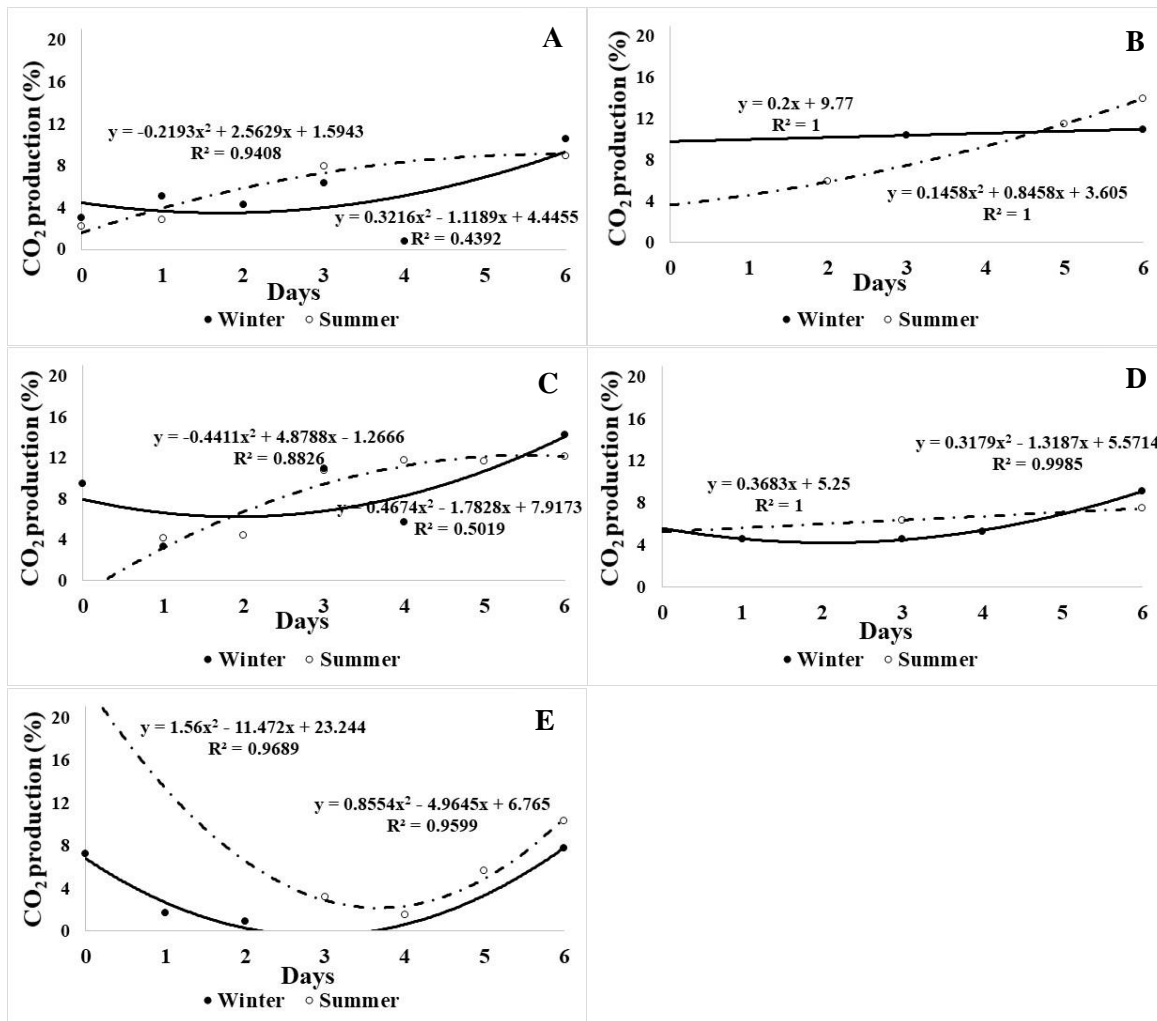 A
CO₂ production (%)
20
16
12
8
4
0
y = -0.2193x² + 2.5629x + 1.5943
R² = 0.9408
y = 0.3216x² - 1.1189x + 4.4455
R² = 0.4392
0 1 2 3 4 5 6
Days
Winter Summer
B
CO₂ production (%)
20
16
12
8
4
0
y = 0.2x + 9.77
R² = 1
y = 0.1458x² + 0.8458x + 3.605
R² = 1
0 1 2 3 4 5 6
Days
Winter Summer
C
CO₂ production (%)
20
16
12
8
4
0
y = -0.4411x² + 4.8788x - 1.2666
R² = 0.8826
y = 0.4674x² - 1.7828x + 7.9173
R² = 0.5019
0 1 2 3 4 5 6
Days
Winter Summer
D
CO₂ production (%)
20
16
12
8
4
0
y = 0.3179x² - 1.3187x + 5.5714
R² = 0.9985
y = 0.3683x + 5.25
R² = 1
0 1 2 3 4 5 6
Days
Winter Summer
E
CO₂ production (%)
20
16
12
8
4
0
y = 1.56x² - 11.472x + 23.244
R² = 0.9689
y = 0.8554x² - 4.9645x + 6.765
R² = 0.9599
0 1 2 3 4 5 6
Days
Winter Summer